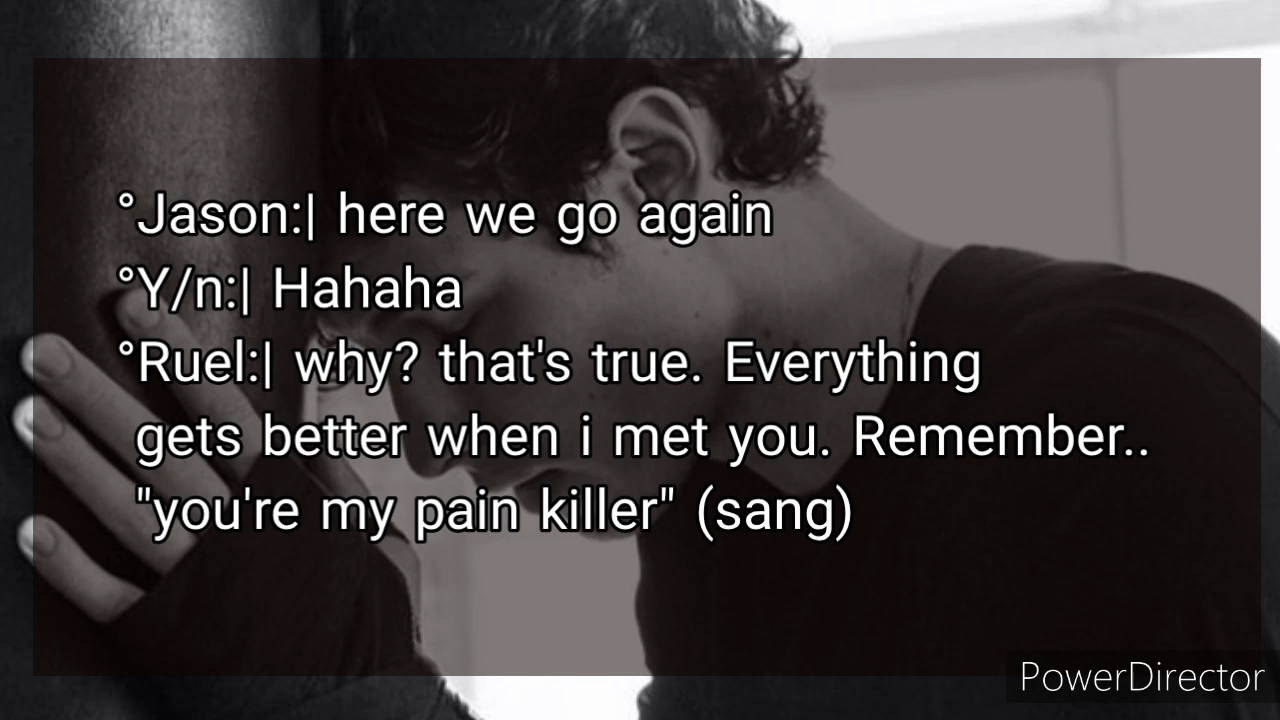 °Jason:| here we go again
°Y/n:| Hahaha
°Ruel:| why? that's true. Everything
gets better when i met you. Remember..
"you're my pain killer" (sang)
PowerDirector